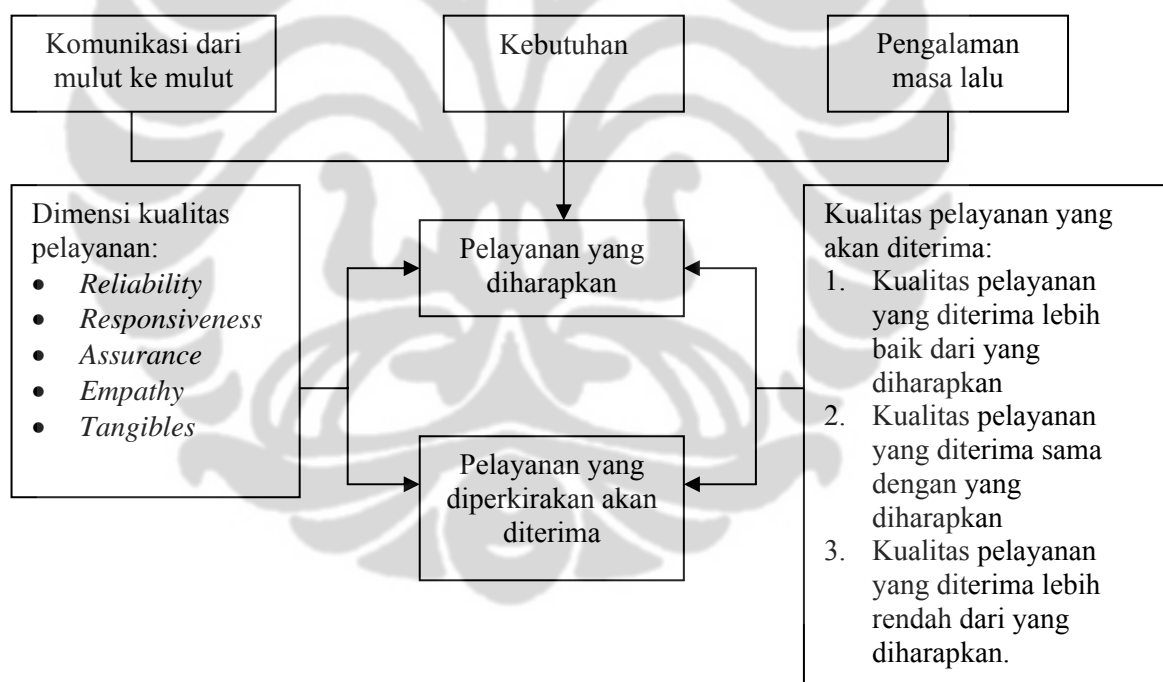 Komunikasi dari
mulut ke mulut
Kebutuhan
Pengalaman
masa lalu
Dimensi kualitas
pelayanan:
• Reliability
• Responsiveness
• Assurance
• Empathy
• Tangibles
Pelayanan yang
diharapkan
Pelayanan yang
diperkirakan akan
diterima
Kualitas pelayanan yang
akan diterima:
1. Kualitas pelayanan
yang diterima lebih
baik dari yang
diharapkan
2. Kualitas pelayanan
yang diterima sama
dengan yang
diharapkan
3. Kualitas pelayanan
yang diterima lebih
rendah dari yang
diharapkan.